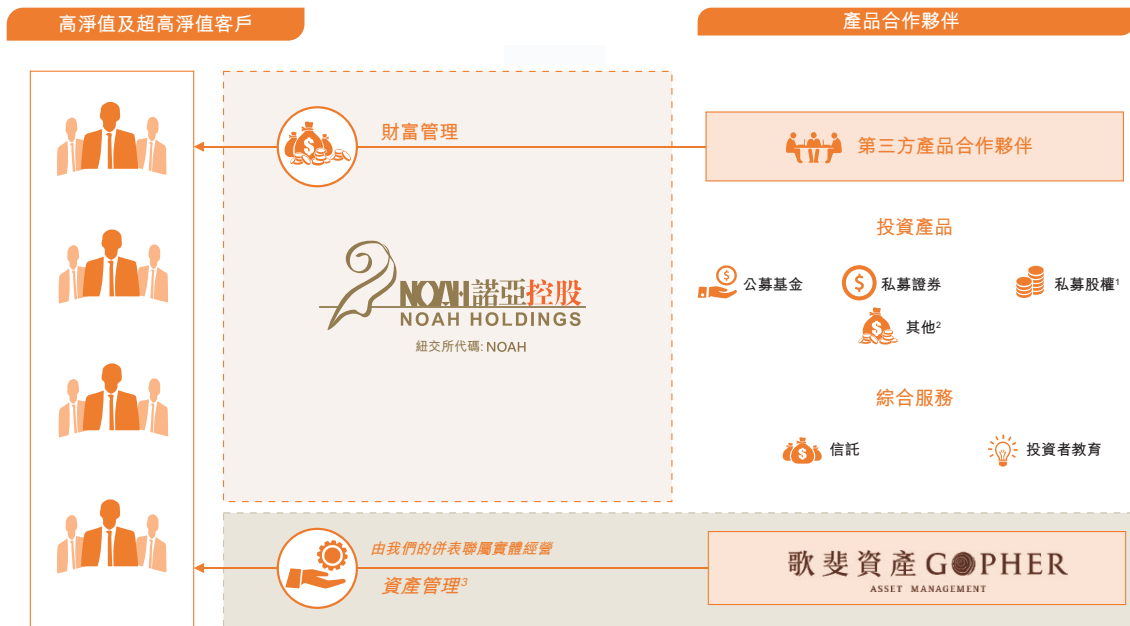 高淨值及超高淨值客戶
產品合作夥伴
財富管理
第三方產品合作夥伴
投資產品
公募基金
私募證券
私募股權¹
其他²
NOAH 諾亞控股
NOAH HOLDINGS
紐交所代碼: NOAH
綜合服務
信託
投資者教育
由我們的併表聯屬實體經營
資產管理³
歌斐資產 GOPHER
ASSET MANAGEMENT